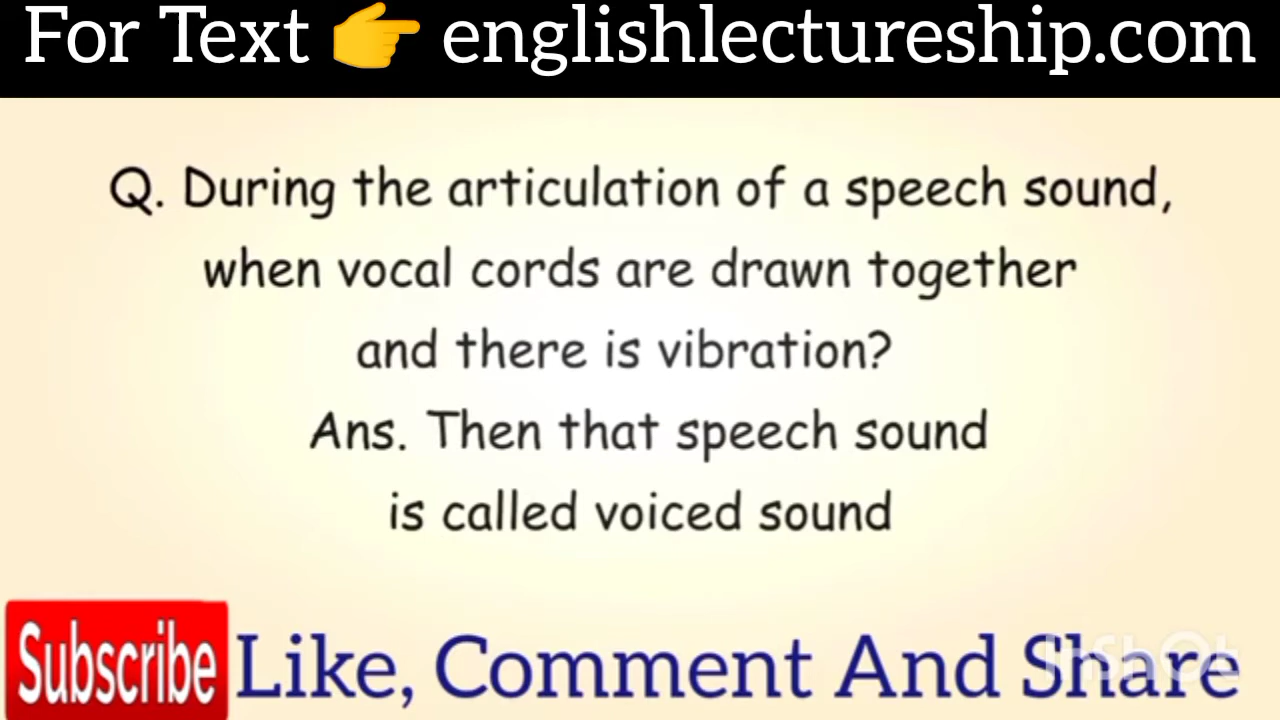 For Text 👉 englishlectureship.com
Q. During the articulation of a speech sound,
when vocal cords are drawn together
and there is vibration?
Ans. Then that speech sound
is called voiced sound
Subscribe Like, Comment And Share
InShOt